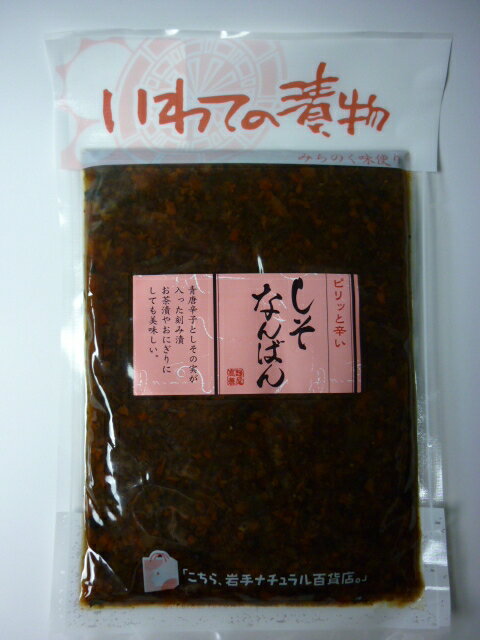 いわての漬物
みちのく味便り
ピリッと辛い
しそ
なんばん
青唐辛子としその実が
入った刻み漬
お茶漬やおにぎりに
しても美味しい。
「こちら、岩手ナチュラル百貨店。」